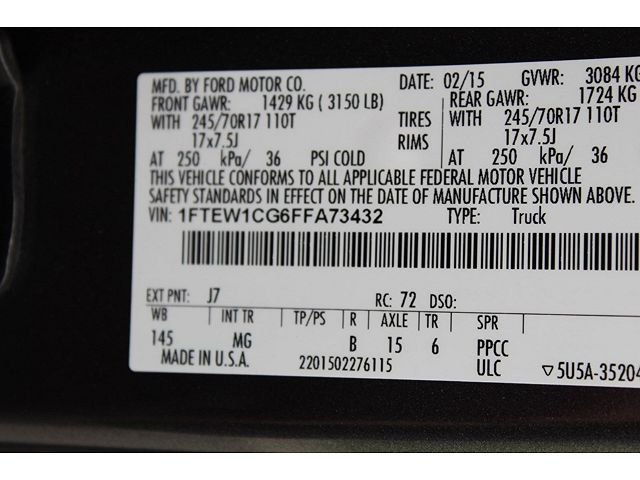 MFD. BY FORD MOTOR CO. DATE: 02/15 GVWR: 3084 KG
FRONT GAWR: 1429 KG ( 3150 LB) REAR GAWR: 1724 KG
WITH 245/70R17 110T TIRES WITH 245/70R17 110T
17x7.5J RIMS 17x7.5J
AT 250 kPa/ 36 PSI COLD AT 250 kPa/ 36
THIS VEHICLE CONFORMS TO ALL APPLICABLE FEDERAL MOTOR VEHICLE
SAFETY STANDARDS IN EFFECT ON THE DATE OF MANUFACTURE SHOWN ABOVE.
VIN: 1FTEW1CG6FFA73432 TYPE: Truck
EXT PNT: J7 RC: 72 DSO:
WB INT TR TP/PS R AXLE TR SPR
145 MG B 15 6 PPCC
MADE IN U.S.A. 2201502276115 ULC ▽5U5A-35204